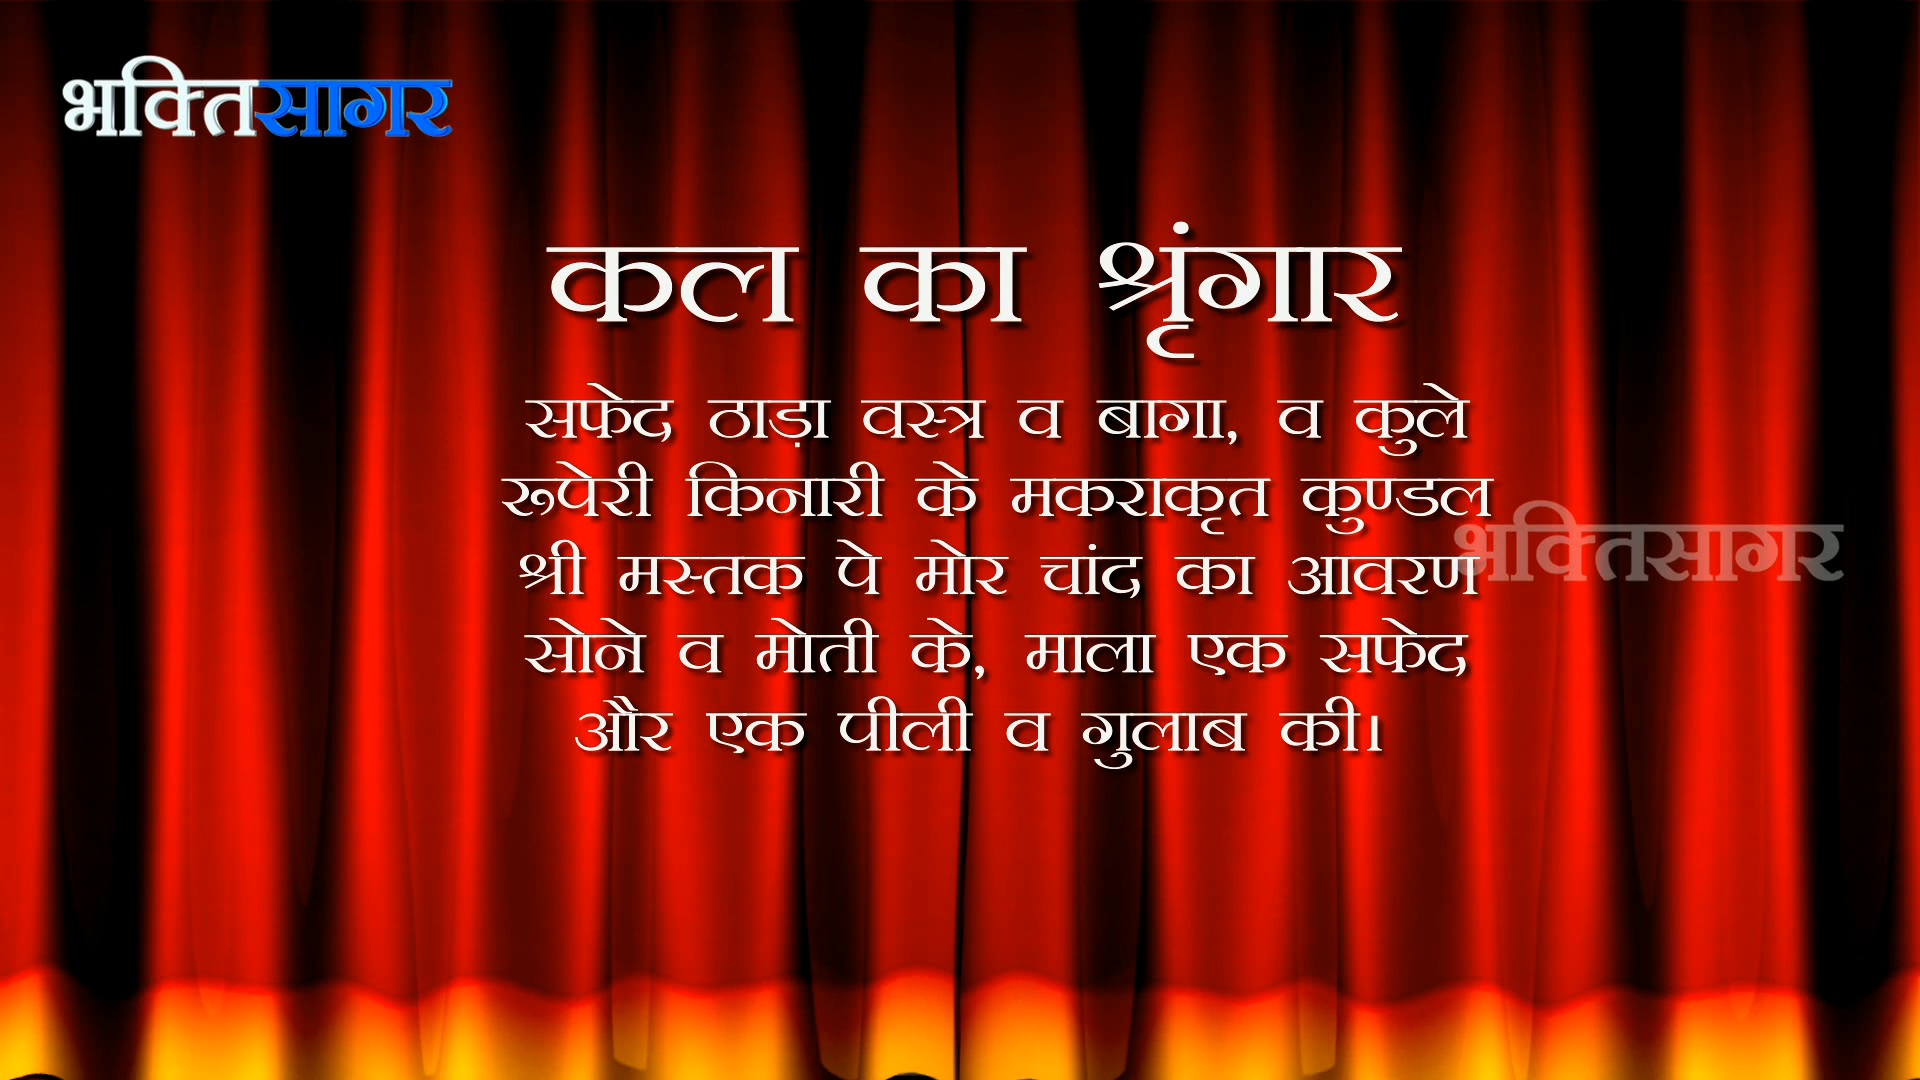 भक्तिसागर
कल का श्रृंगार
सफेद ठाड़ा वस्त्र व बागा, व कुले
रूपेरी किनारी के मकराकृत कुण्डल
भक्तिसागर
श्री मस्तक पे मोर चांद का आवरण
सोने व मोती के, माला एक सफेद
और एक पीली व गुलाब की।